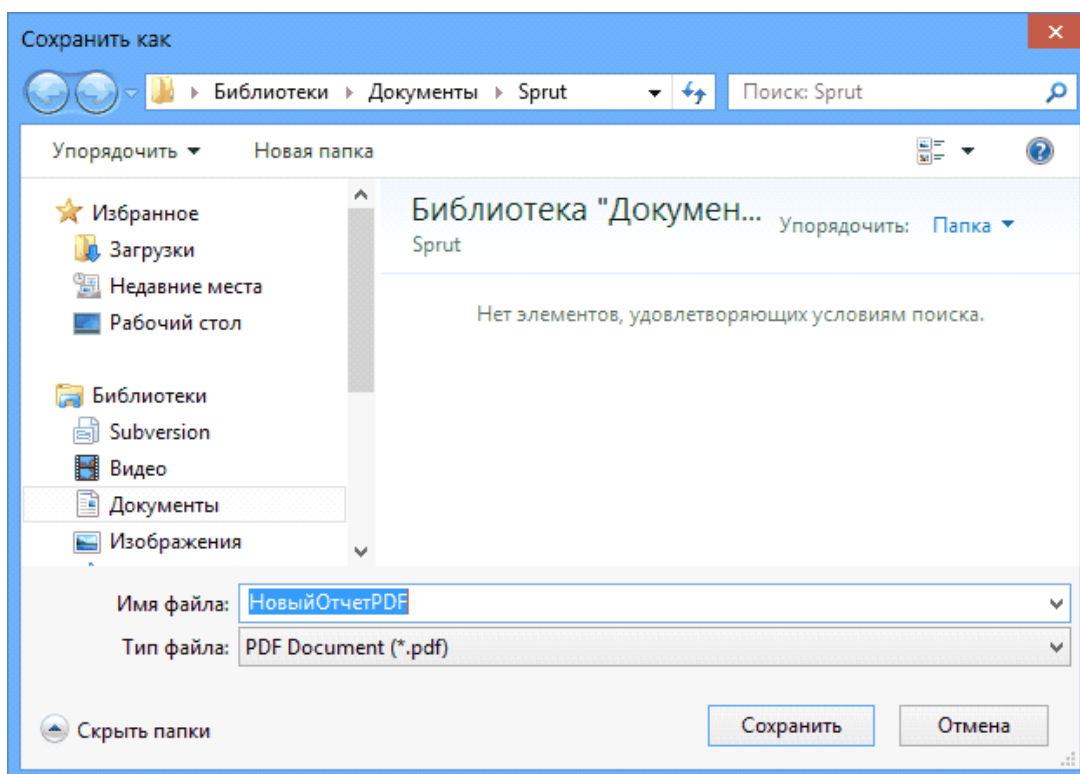 Сохранить как
Библиотеки Документы Sprut Поиск: Sprut
Упорядочить Новая папка
Избранное
Загрузки
Недавние места
Рабочий стол
Библиотеки
Subversion
Видео
Документы
Изображения
Библиотека "Докумен...
Sprut
Упорядочить: Папка
Нет элементов, удовлетворяющих условиям поиска.
Имя файла: НовыйОтчетPDF
Тип файла: PDF Document (*.pdf)
Скрыть папки Сохранить Отмена